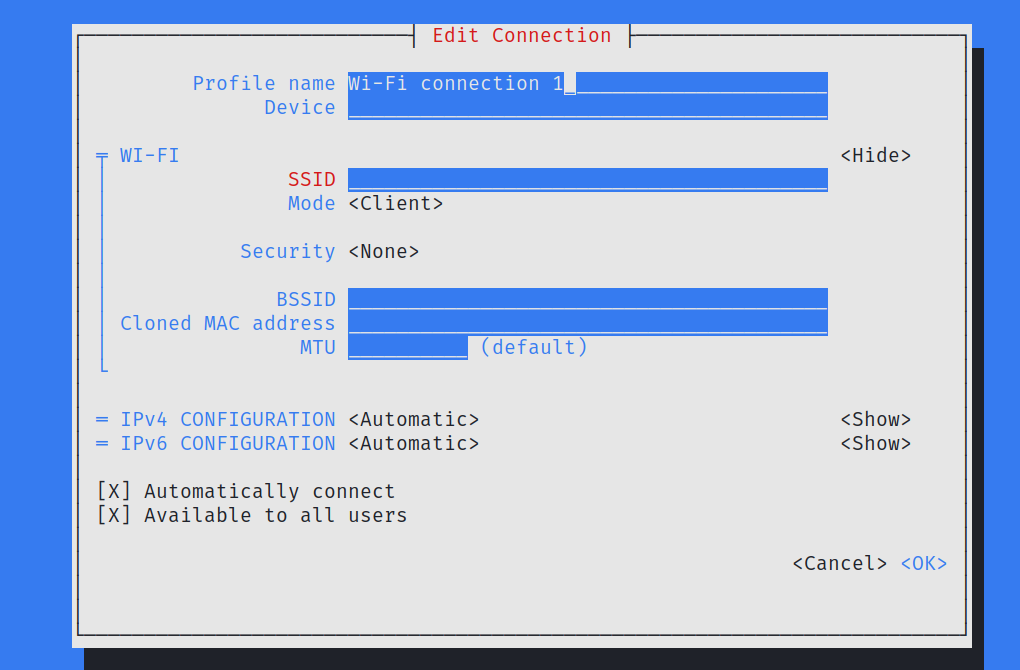 Edit Connection
Profile name Wi-Fi connection 1
Device
WI-FI <Hide>
SSID
Mode <Client>
Security <None>
BSSID
Cloned MAC address
MTU (default)
= IPv4 CONFIGURATION <Automatic> <Show>
= IPv6 CONFIGURATION <Automatic> <Show>
[X] Automatically connect
[X] Available to all users
<Cancel> <OK>